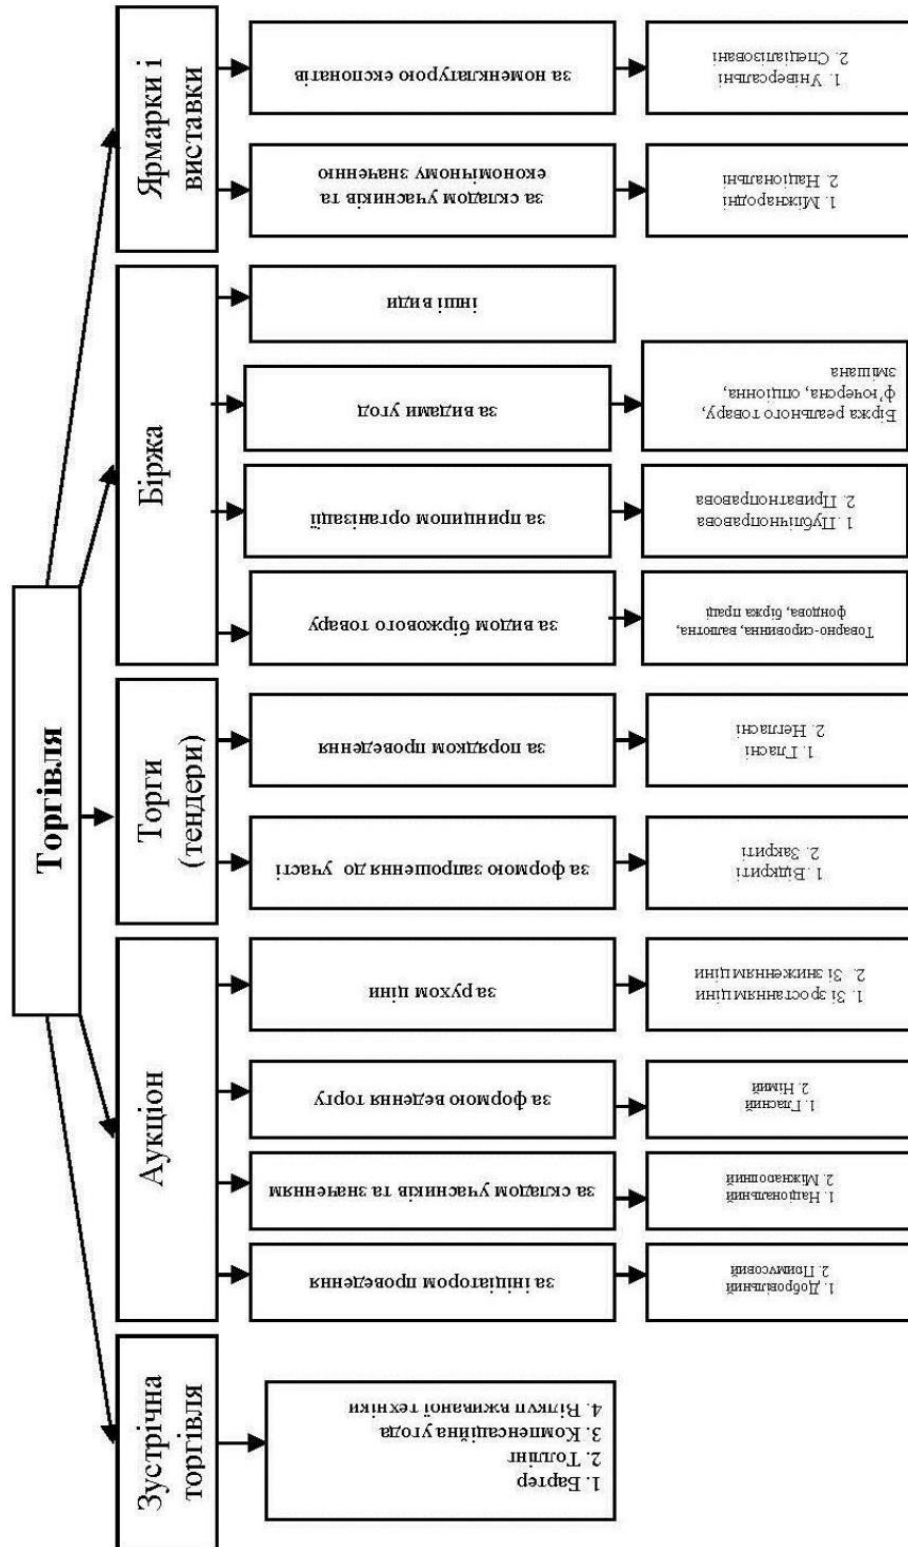 Торгівля
Зустрічна
торгівля
1. Бартер
2. Толлінг
3. Компенсаційна угода
4. Відкуп вживаної техніки
Аукціон
за ініціатором проведення
1. Добровільний
2. Примусовий
за складом учасників та значенням
1. Національний
2. Міжнародний
за формою ведення торгу
1. Гласний
2. Німий
за рухом ціни
1. Зі зростанням ціни
2. Зі зниженням ціни
Торги
(тендери)
за формою запрошення до участі
1. Відкриті
2. Закриті
за порядком проведення
1. Гласні
2. Негласні
Біржа
за видом біржового товару
Товарно-сировинна, валютна,
фондова, біржа праці
за принципом організації
1. Публічноправова
2. Приватноправова
за видами угод
Біржа реального товару,
ф'ючерсна, опціонна,
змішана
інші види
Ярмарки і
виставки
за складом учасників та
економічному значенню
1. Міжнародні
2. Національні
за номенклатурою експонатів
1. Універсальні
2. Спеціалізовані